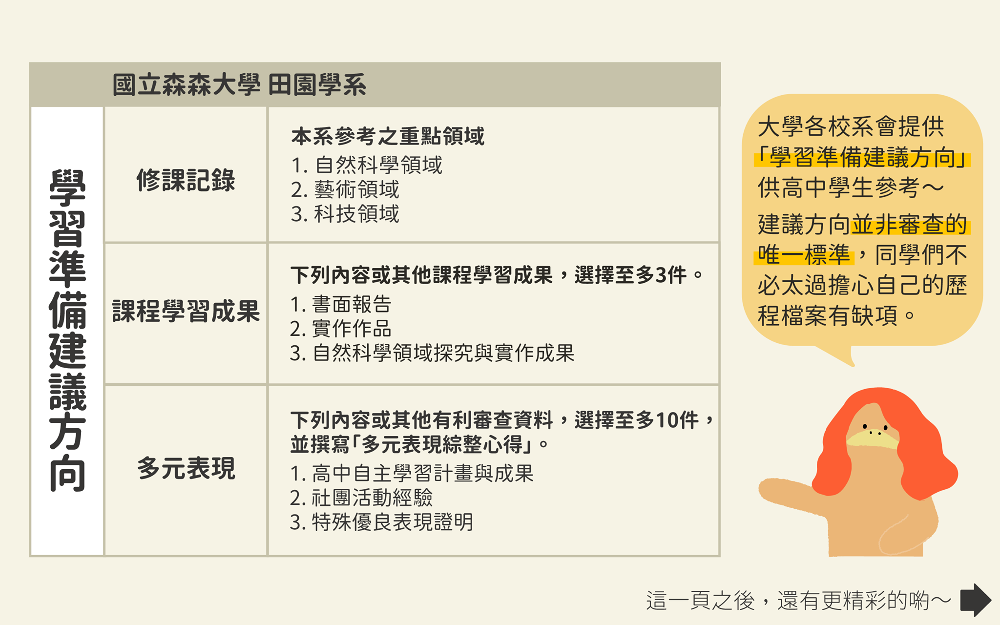 國立森森大學 田園學系
學習準備建議方向
修課記錄
本系參考之重點領域
1. 自然科學領域
2. 藝術領域
3. 科技領域
課程學習成果
下列內容或其他課程學習成果，選擇至多3件。
1. 書面報告
2. 實作作品
3. 自然科學領域探究與實作成果
多元表現
下列內容或其他有利審查資料，選擇至多10件，
並撰寫「多元表現綜整心得」。
1. 高中自主學習計畫與成果
2. 社團活動經驗
3. 特殊優良表現證明
大學各校系會提供
「學習準備建議方向」
供高中學生參考～
建議方向並非審查的
唯一標準，同學們不
必太過擔心自己的歷
程檔案有缺項。
這一頁之後，還有更精彩的喲～